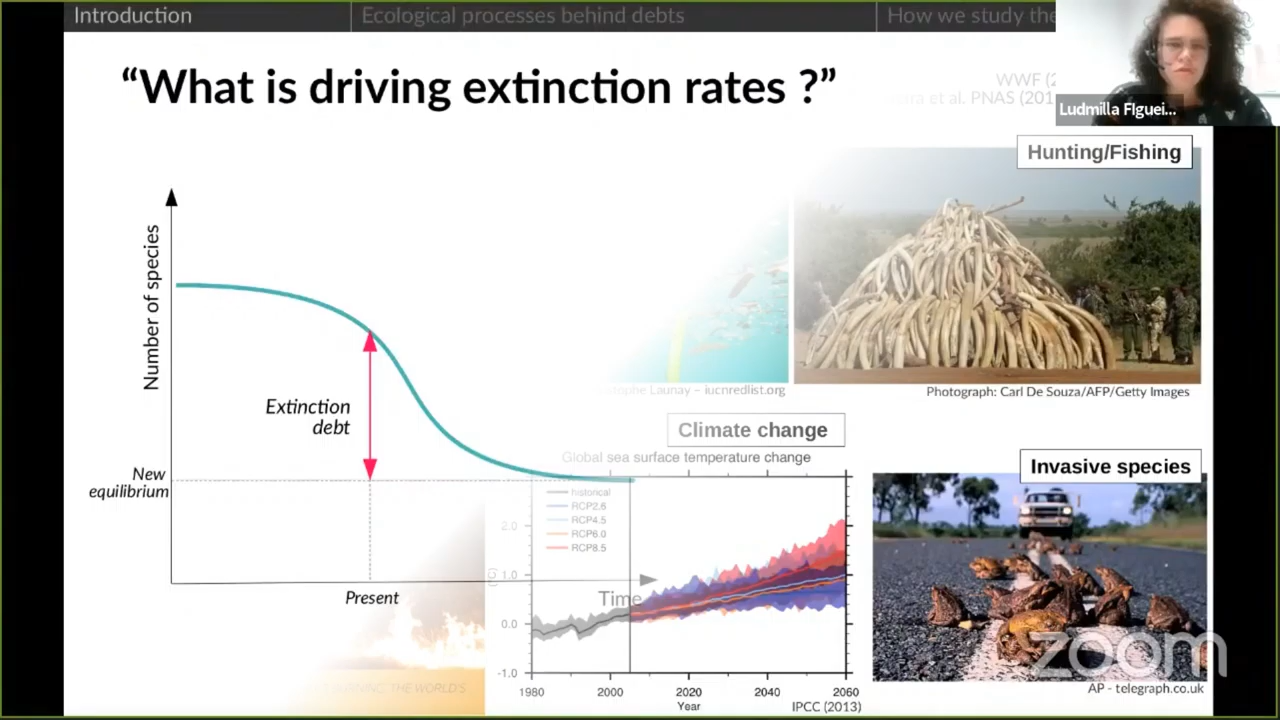 Introduction
Ecological processes behind debts
How we study the
“What is driving extinction rates ?”
WWF (2
et al. PNAS (201
Ludmilla FIguei...
Hunting/Fishing
Number of species
Extinction
debt
New
equilibrium
Present
Time
Launay – iucnredlist.org
Photograph: Carl De Souza/AFP/Getty Images
Climate change
Global sea surface temperature change
historical
RCP2.6
RCP4.5
RCP6.0
RCP8.5
(°C)
2.0
1.0
0.0
-1.0
1980 2000 2020 2040 2060
Year
IPCC (2013)
Invasive species
zoom
AP - telegraph.co.uk
THE WORLD'S